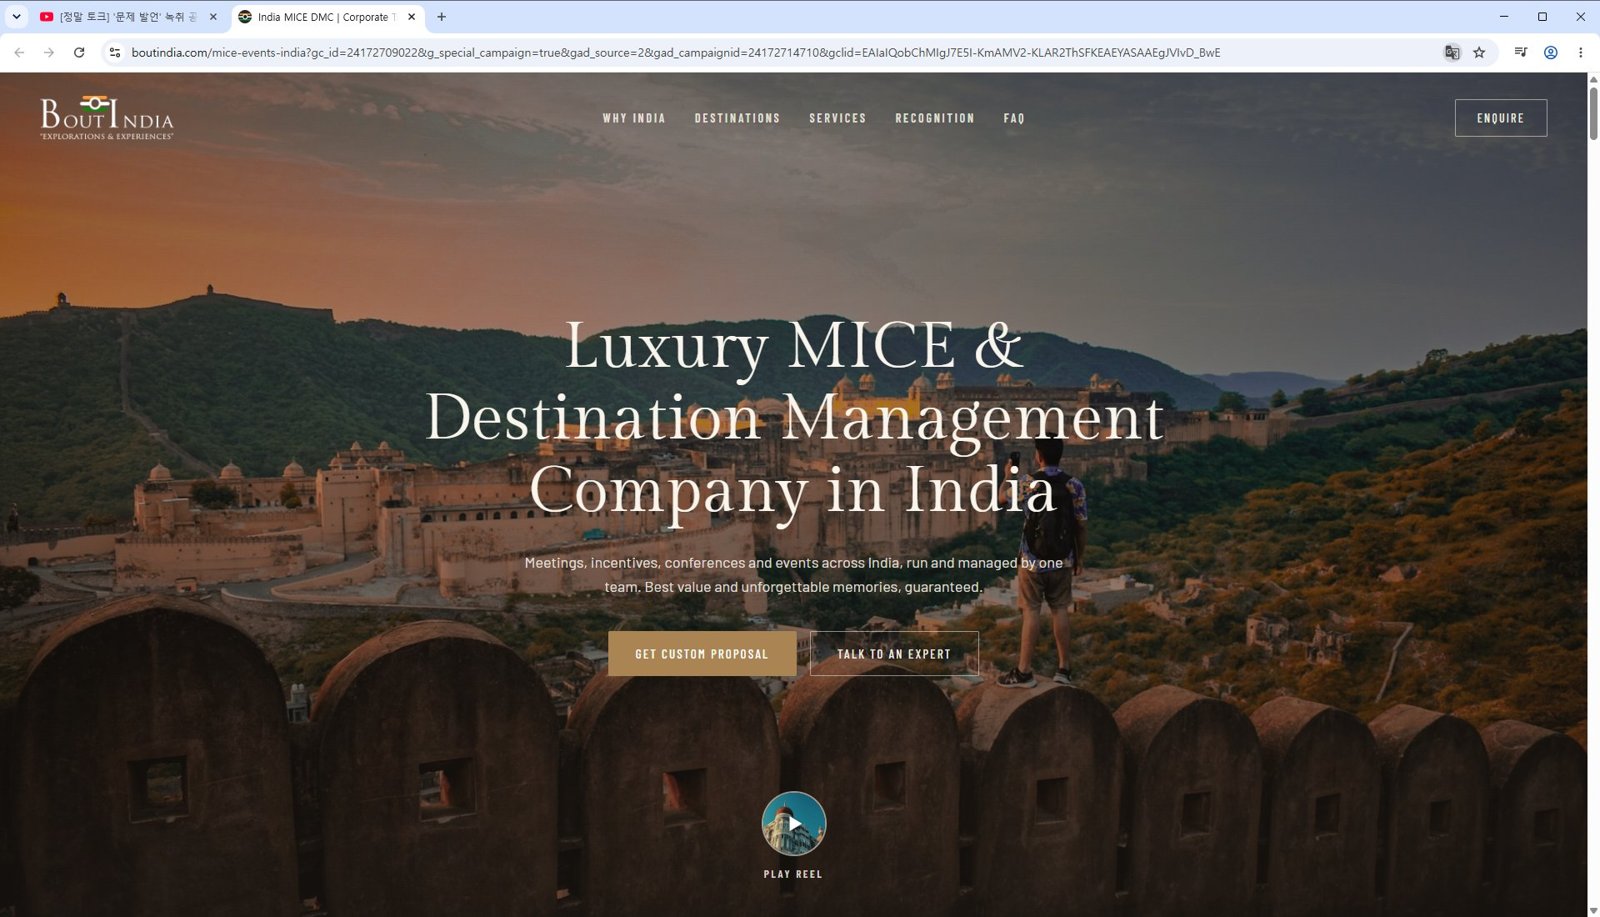 [정말 토크] '문제 발언' 녹취 공
India MICE DMC | Corporate T
boutindia.com/mice-events-india?gc_id=24172709022&g_special_campaign=true&gad_source=2&gad_campaignid=24172714710&gclid=EAIaIQobChMIgJ7E5I-KmAMV2-KLAR2ThSFKEAEYASAAEgJVIvD_BwE
BOUTINDIA
"EXPLORATIONS & EXPERIENCES"
WHY INDIA
DESTINATIONS
SERVICES
RECOGNITION
FAQ
ENQUIRE
Luxury MICE &
Destination Management
Company in India
Meetings, incentives, conferences and events across India, run and managed by one
team. Best value and unforgettable memories, guaranteed.
GET CUSTOM PROPOSAL
TALK TO AN EXPERT
PLAY REEL